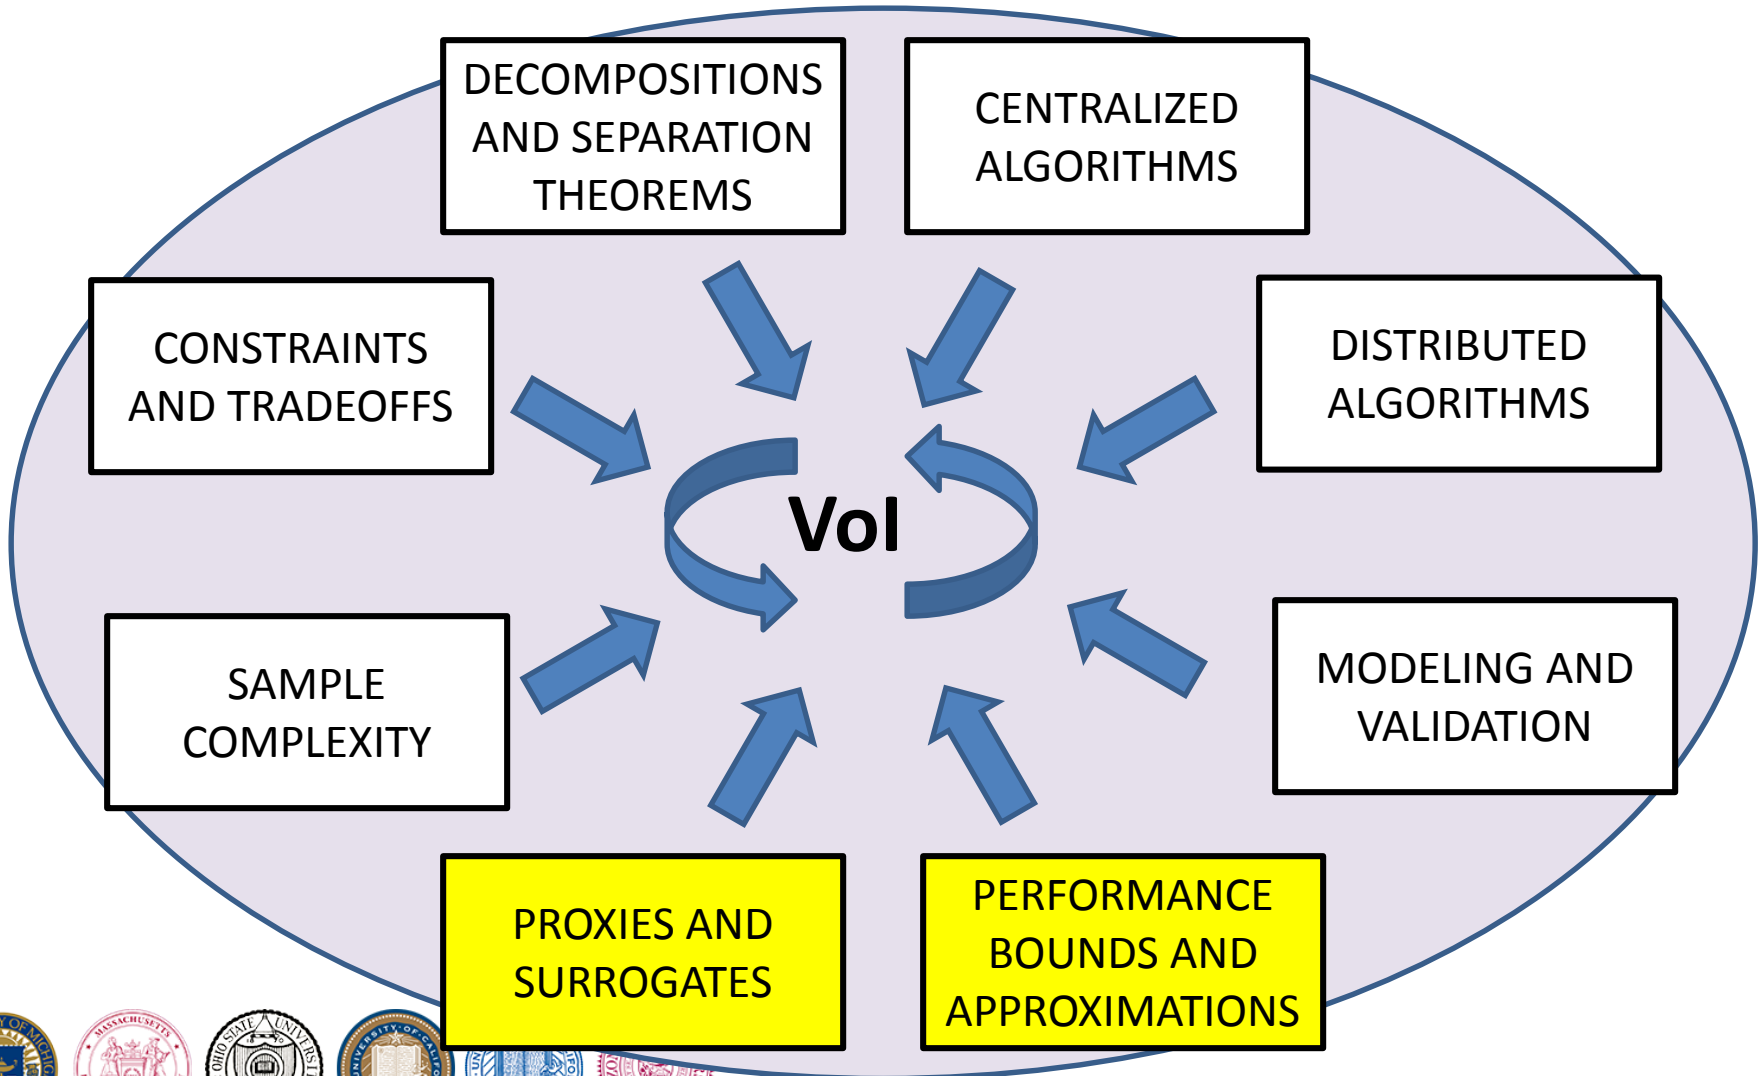 DECOMPOSITIONS
AND SEPARATION
THEOREMS
CENTRALIZED
ALGORITHMS
CONSTRAINTS
AND TRADEOFFS
DISTRIBUTED
ALGORITHMS
VoI
SAMPLE
COMPLEXITY
MODELING AND
VALIDATION
PROXIES AND
SURROGATES
PERFORMANCE
BOUNDS AND
APPROXIMATIONS
MASSACHUSETTS